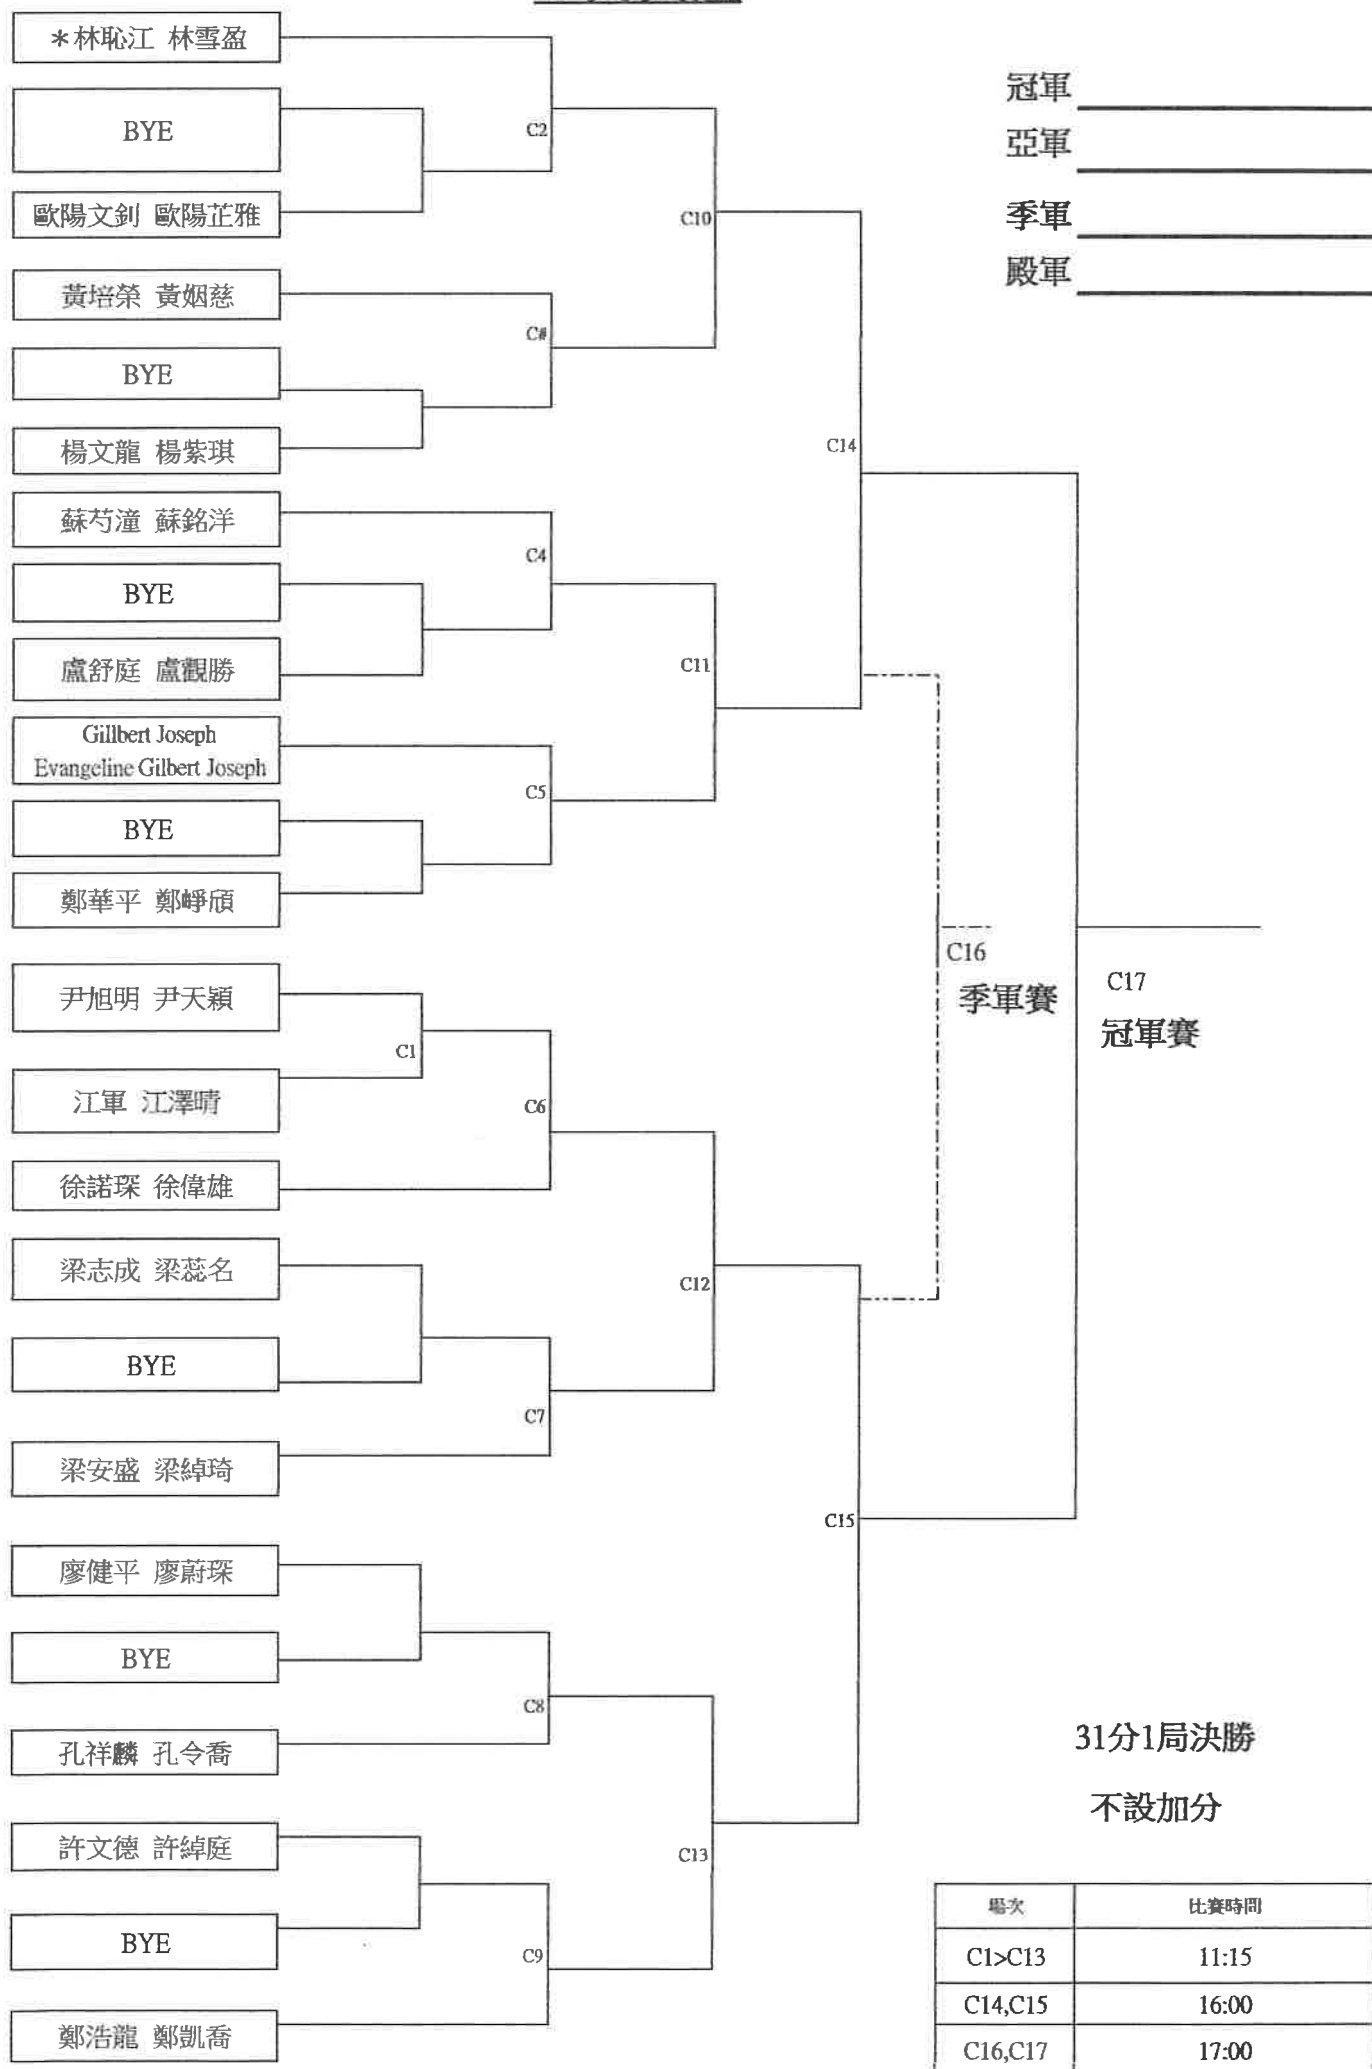 *林恥江 林雪盈
BYE
歐陽文釗 歐陽芷雅
黃培榮 黃姻慈
BYE
楊文龍 楊紫琪
蘇芍潼 蘇銘洋
BYE
盧舒庭 盧觀勝
Gillbert Joseph
Evangeline Gilbert Joseph
BYE
鄭華平 鄭崢頎
尹旭明 尹天穎
江軍 江澤晴
徐諾琛 徐偉雄
梁志成 梁蕊名
BYE
梁安盛 梁綽琦
廖健平 廖蔚琛
BYE
孔祥麟 孔令喬
許文德 許綽庭
BYE
鄭浩龍 鄭凱喬
C1
C2
C#
C4
C5
C6
C7
C8
C9
C10
C11
C12
C13
C14
C15
C16
季軍賽
C17
冠軍賽
冠軍
亞軍
季軍
殿軍
31分1局決勝
不設加分
場次 比賽時間
C1>C13 11:15
C14,C15 16:00
C16,C17 17:00